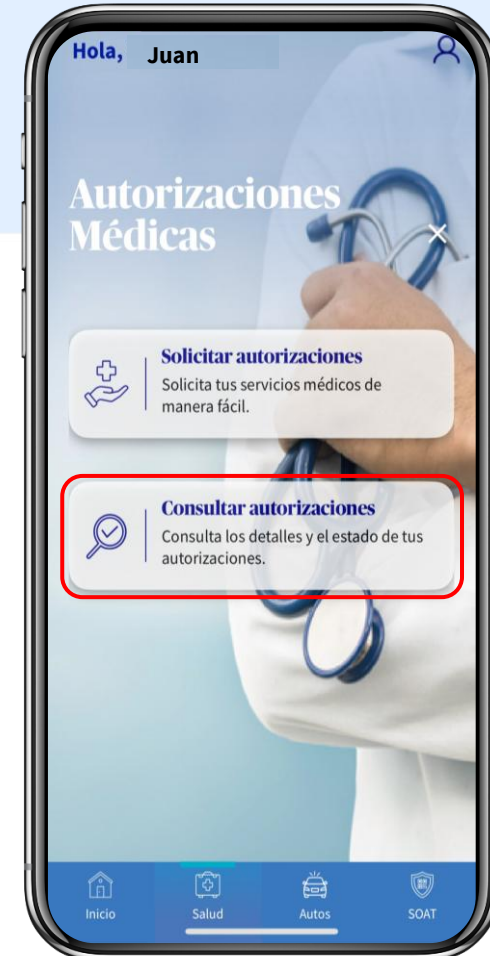 Hola, Juan
Autorizaciones
Médicas
Solicitar autorizaciones
Solicita tus servicios médicos de
manera fácil.
Consultar autorizaciones
Consulta los detalles y el estado de tus
autorizaciones.
Inicio Salud Autos SOAT